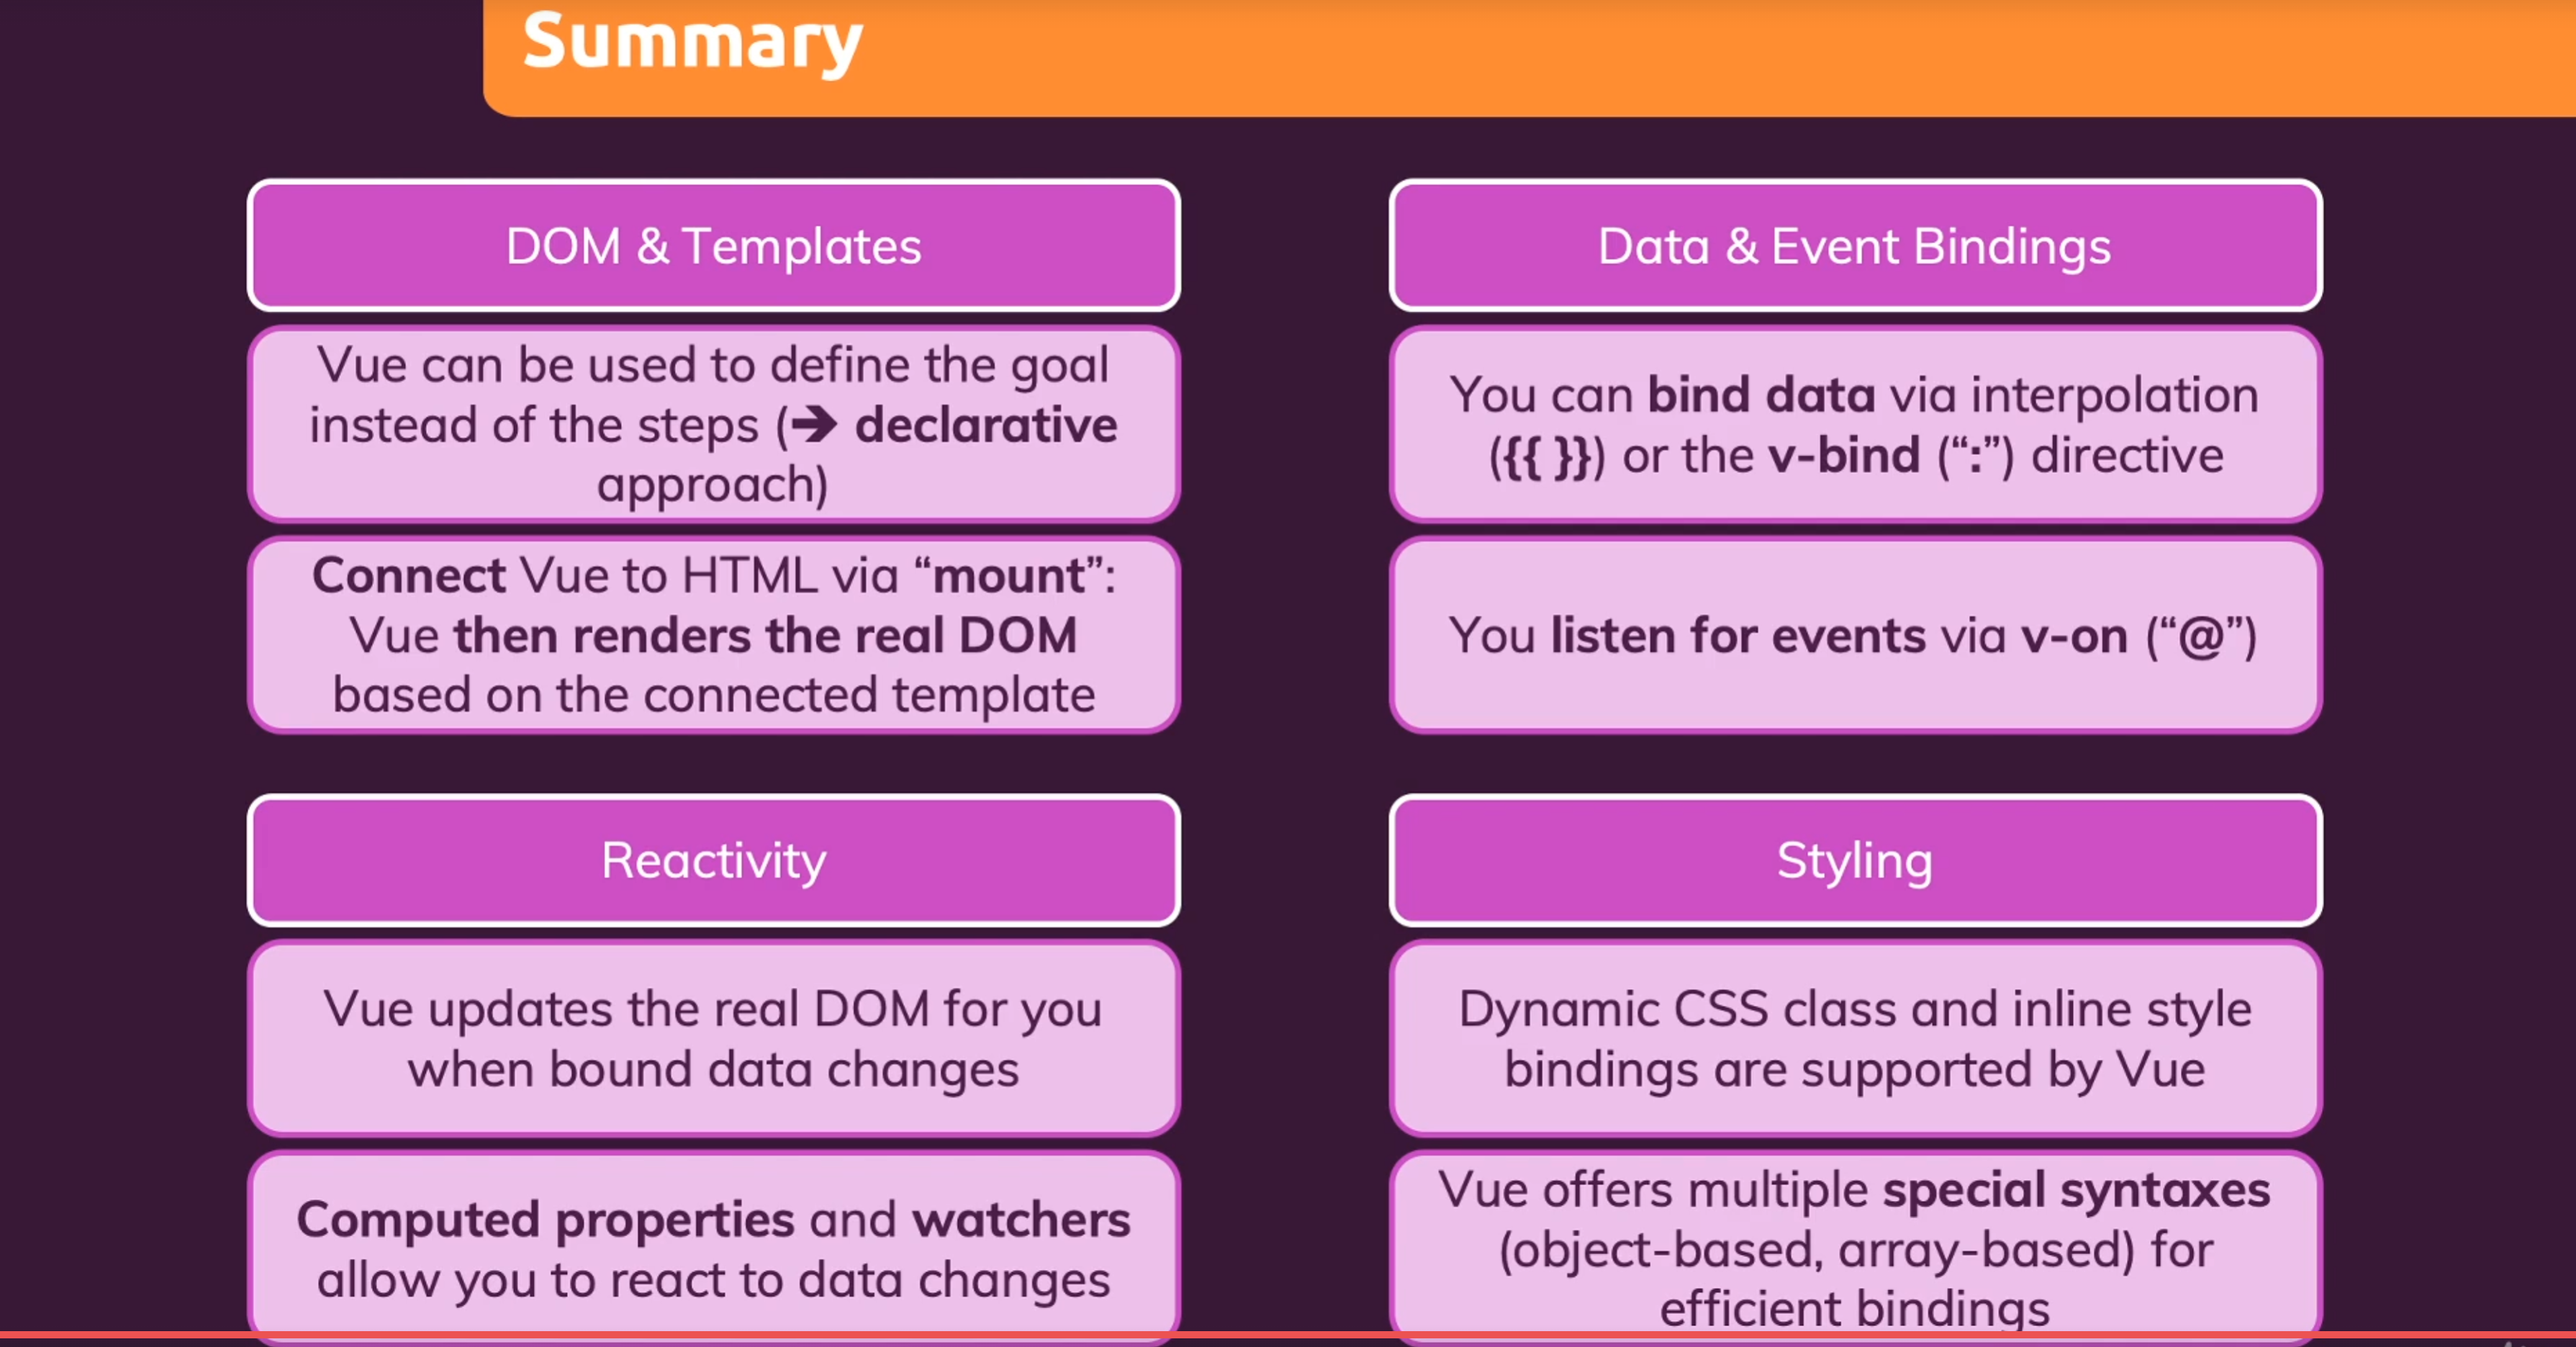 Summary
DOM & Templates
Vue can be used to define the goal
instead of the steps (➔ declarative
approach)
Connect Vue to HTML via “mount”:
Vue then renders the real DOM
based on the connected template
Data & Event Bindings
You can bind data via interpolation
({{ }}) or the v-bind (“:”) directive
You listen for events via v-on (“@”)
Reactivity
Vue updates the real DOM for you
when bound data changes
Computed properties and watchers
allow you to react to data changes
Styling
Dynamic CSS class and inline style
bindings are supported by Vue
Vue offers multiple special syntaxes
(object-based, array-based) for
efficient bindings